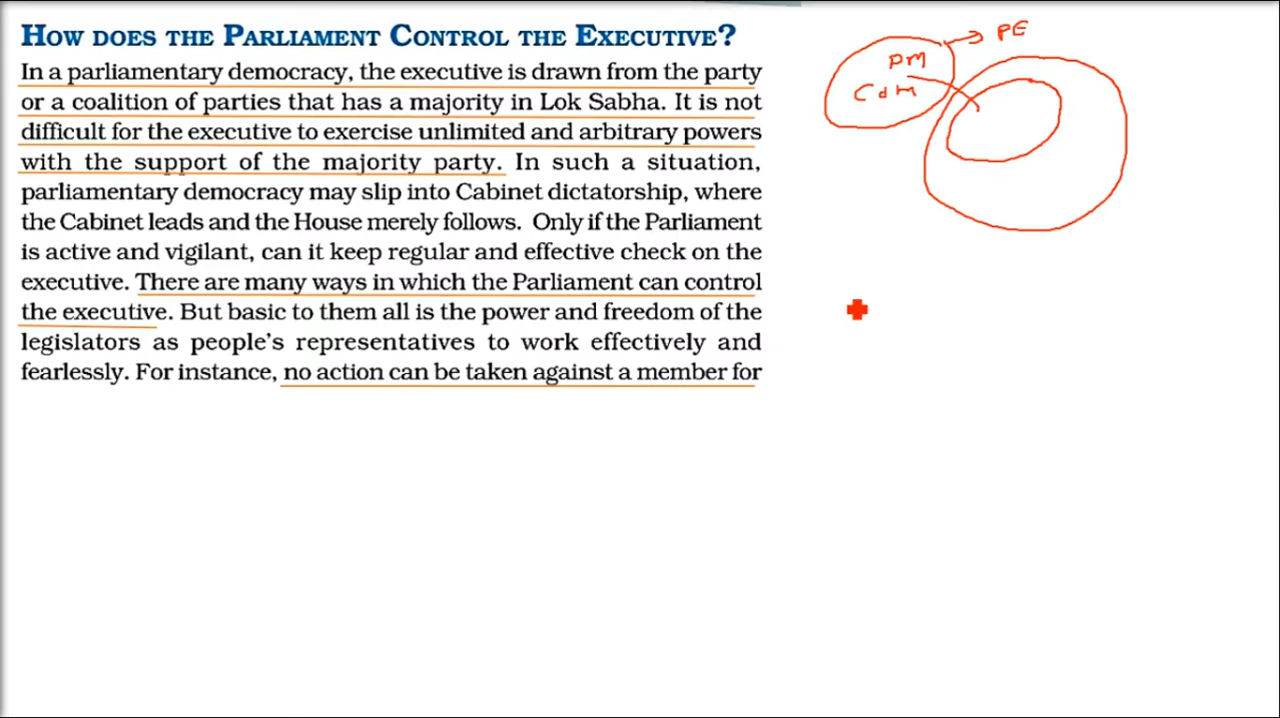 HOW DOES THE PARLIAMENT CONTROL THE EXECUTIVE?
In a parliamentary democracy, the executive is drawn from the party
or a coalition of parties that has a majority in Lok Sabha. It is not
difficult for the executive to exercise unlimited and arbitrary powers
with the support of the majority party. In such a situation,
parliamentary democracy may slip into Cabinet dictatorship, where
the Cabinet leads and the House merely follows. Only if the Parliament
is active and vigilant, can it keep regular and effective check on the
executive. There are many ways in which the Parliament can control
the executive. But basic to them all is the power and freedom of the
legislators as people's representatives to work effectively and
fearlessly. For instance, no action can be taken against a member for
PE
PM
CoM